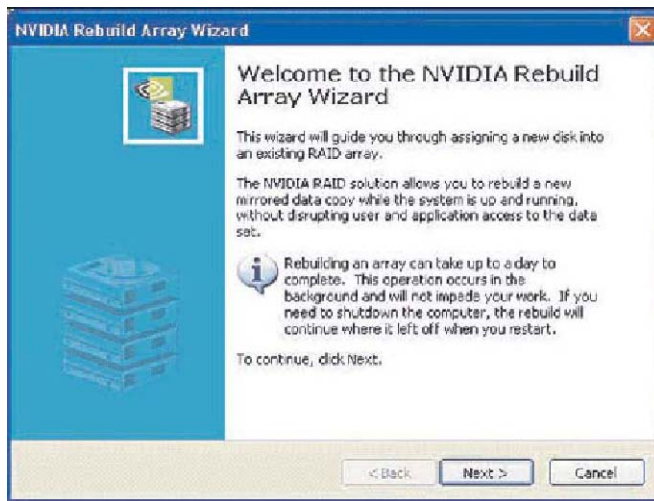 NVIDIA Rebuild Array Wizard
Welcome to the NVIDIA Rebuild
Array Wizard
This wizard will guide you through assigning a new disk into
an existing RAID array.
The NVIDIA RAID solution allows you to rebuild a new
mirrored data copy while the system is up and running,
without disrupting user and application access to the data
set.
Rebuilding an array can take up to a day to
complete. This operation occurs in the
background and will not impede your work. If you
need to shutdown the computer, the rebuild will
continue where it left off when you restart.
To continue, click Next.
< Back Next > Cancel